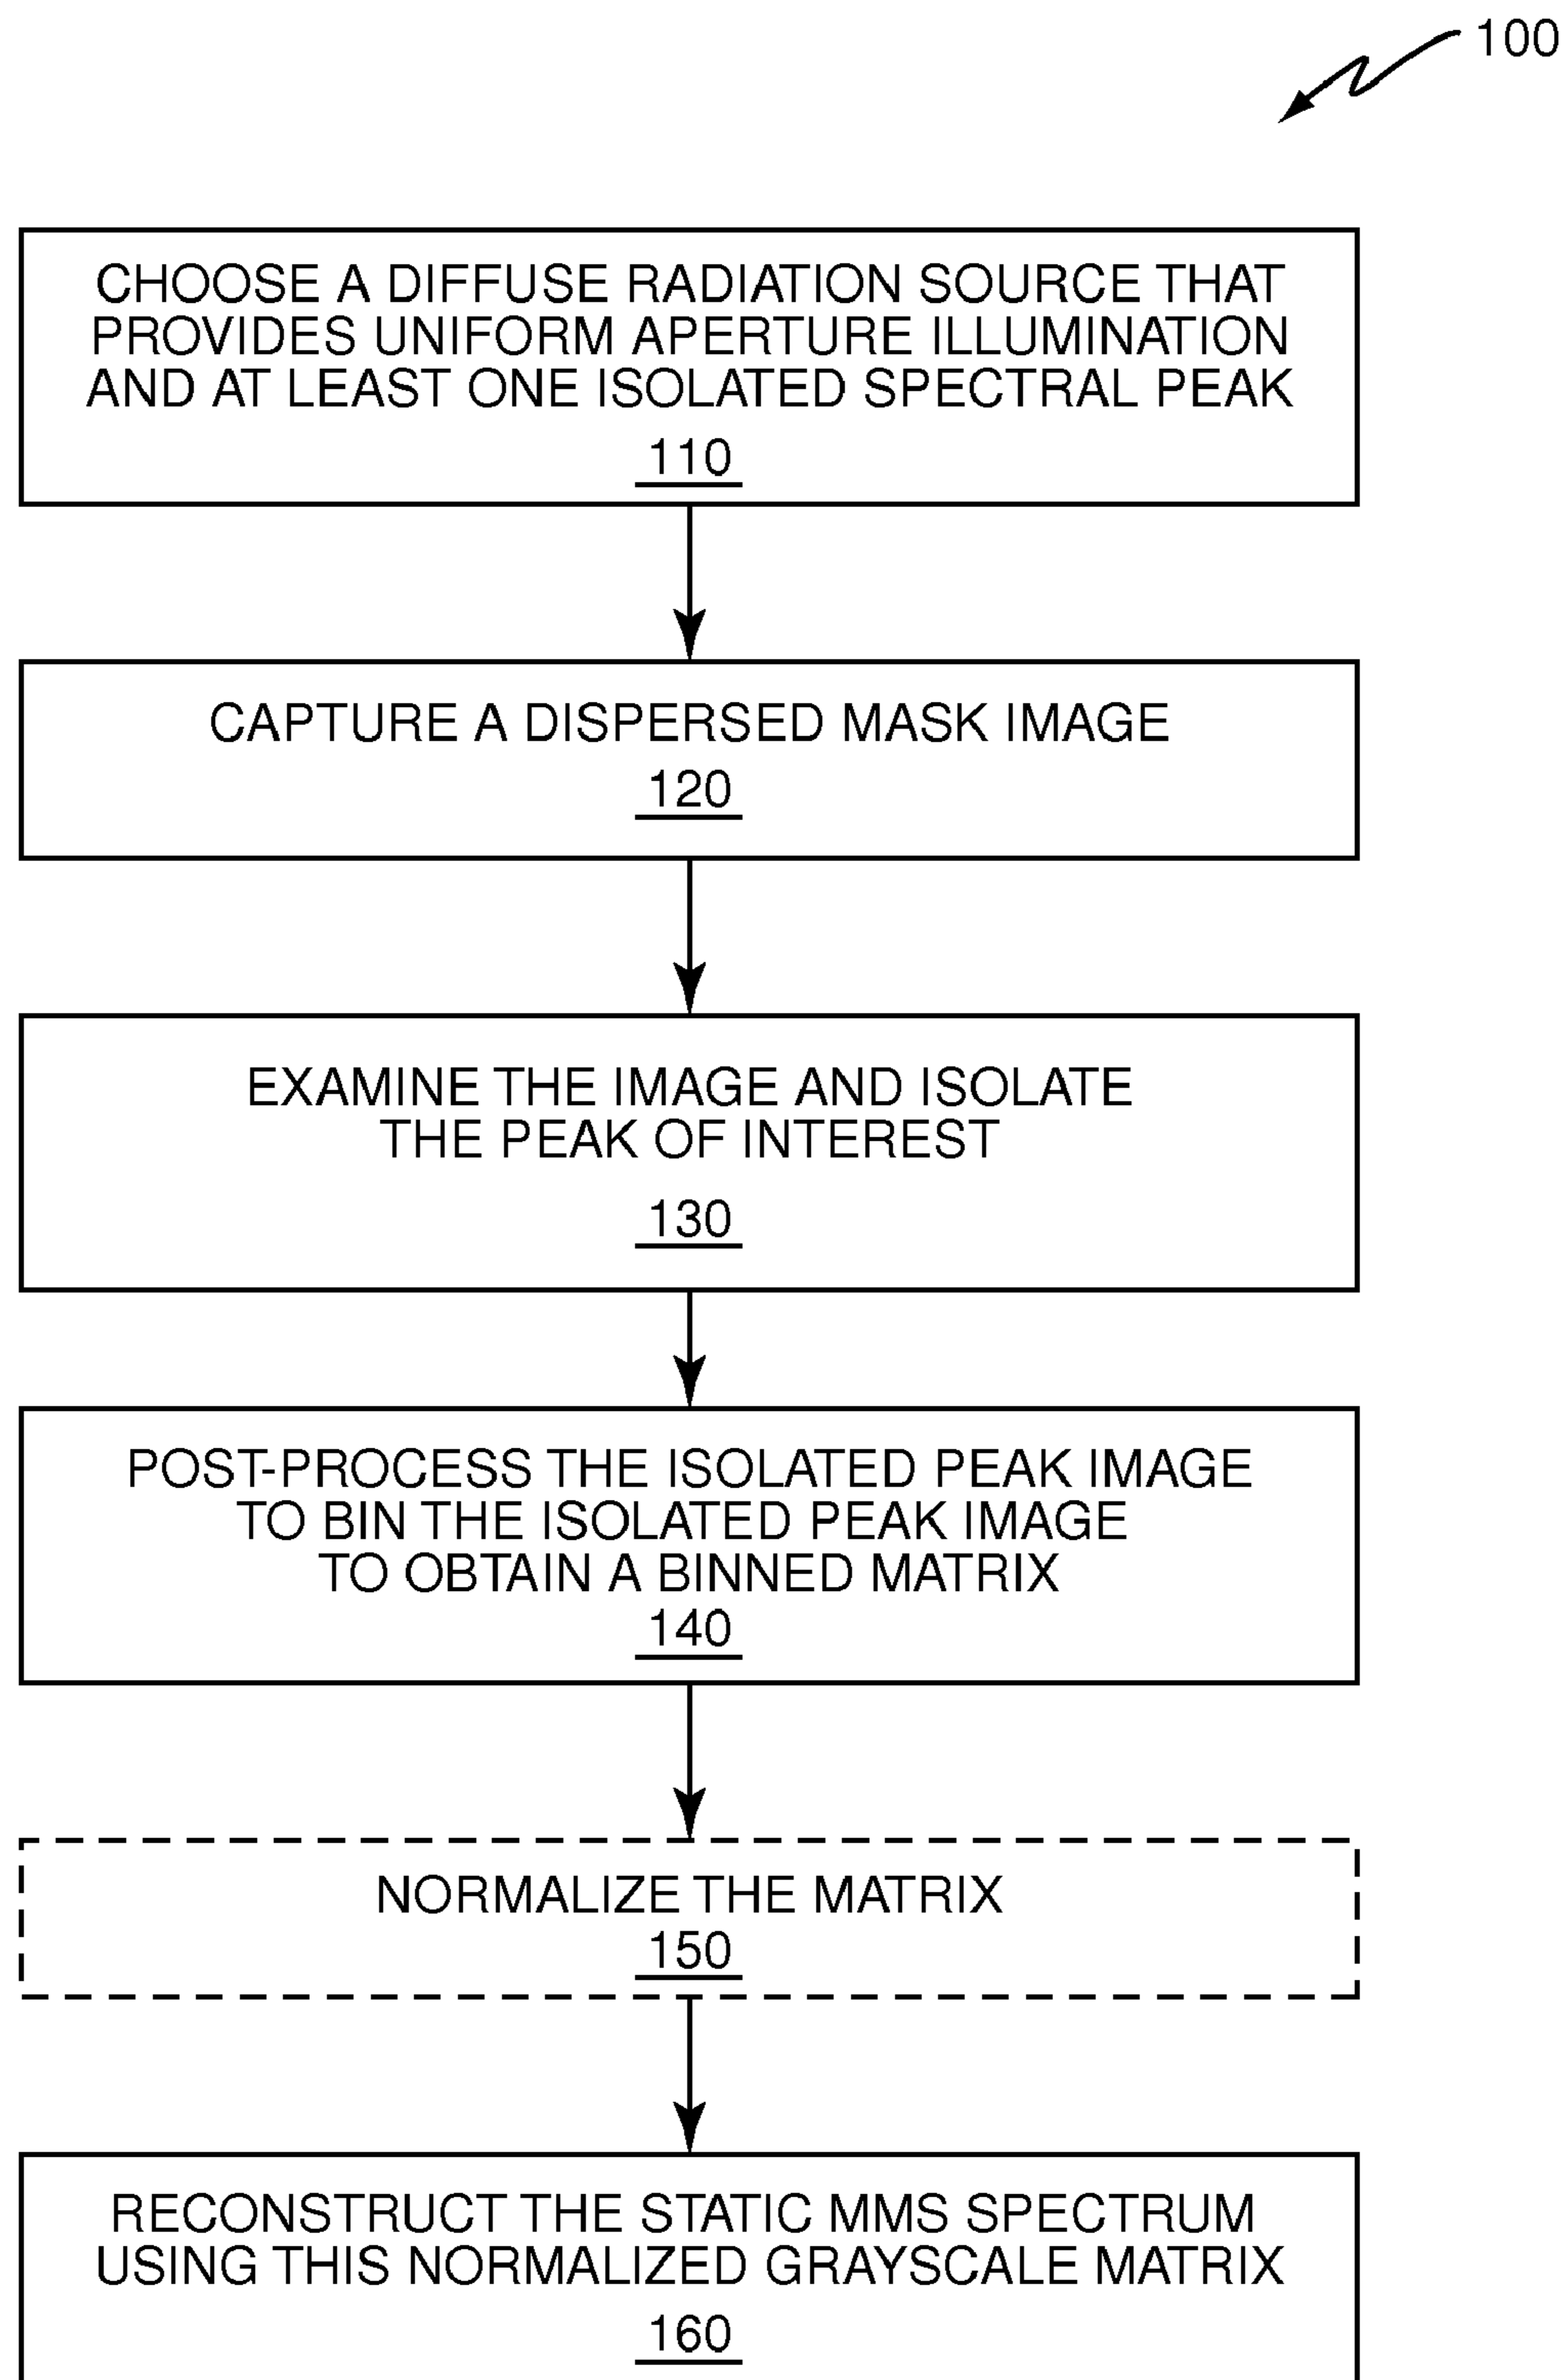 100
CHOOSE A DIFFUSE RADIATION SOURCE THAT
PROVIDES UNIFORM APERTURE ILLUMINATION
AND AT LEAST ONE ISOLATED SPECTRAL PEAK
110
CAPTURE A DISPERSED MASK IMAGE
120
EXAMINE THE IMAGE AND ISOLATE
THE PEAK OF INTEREST
130
POST-PROCESS THE ISOLATED PEAK IMAGE
TO BIN THE ISOLATED PEAK IMAGE
TO OBTAIN A BINNED MATRIX
140
NORMALIZE THE MATRIX
150
RECONSTRUCT THE STATIC MMS SPECTRUM
USING THIS NORMALIZED GRAYSCALE MATRIX
160